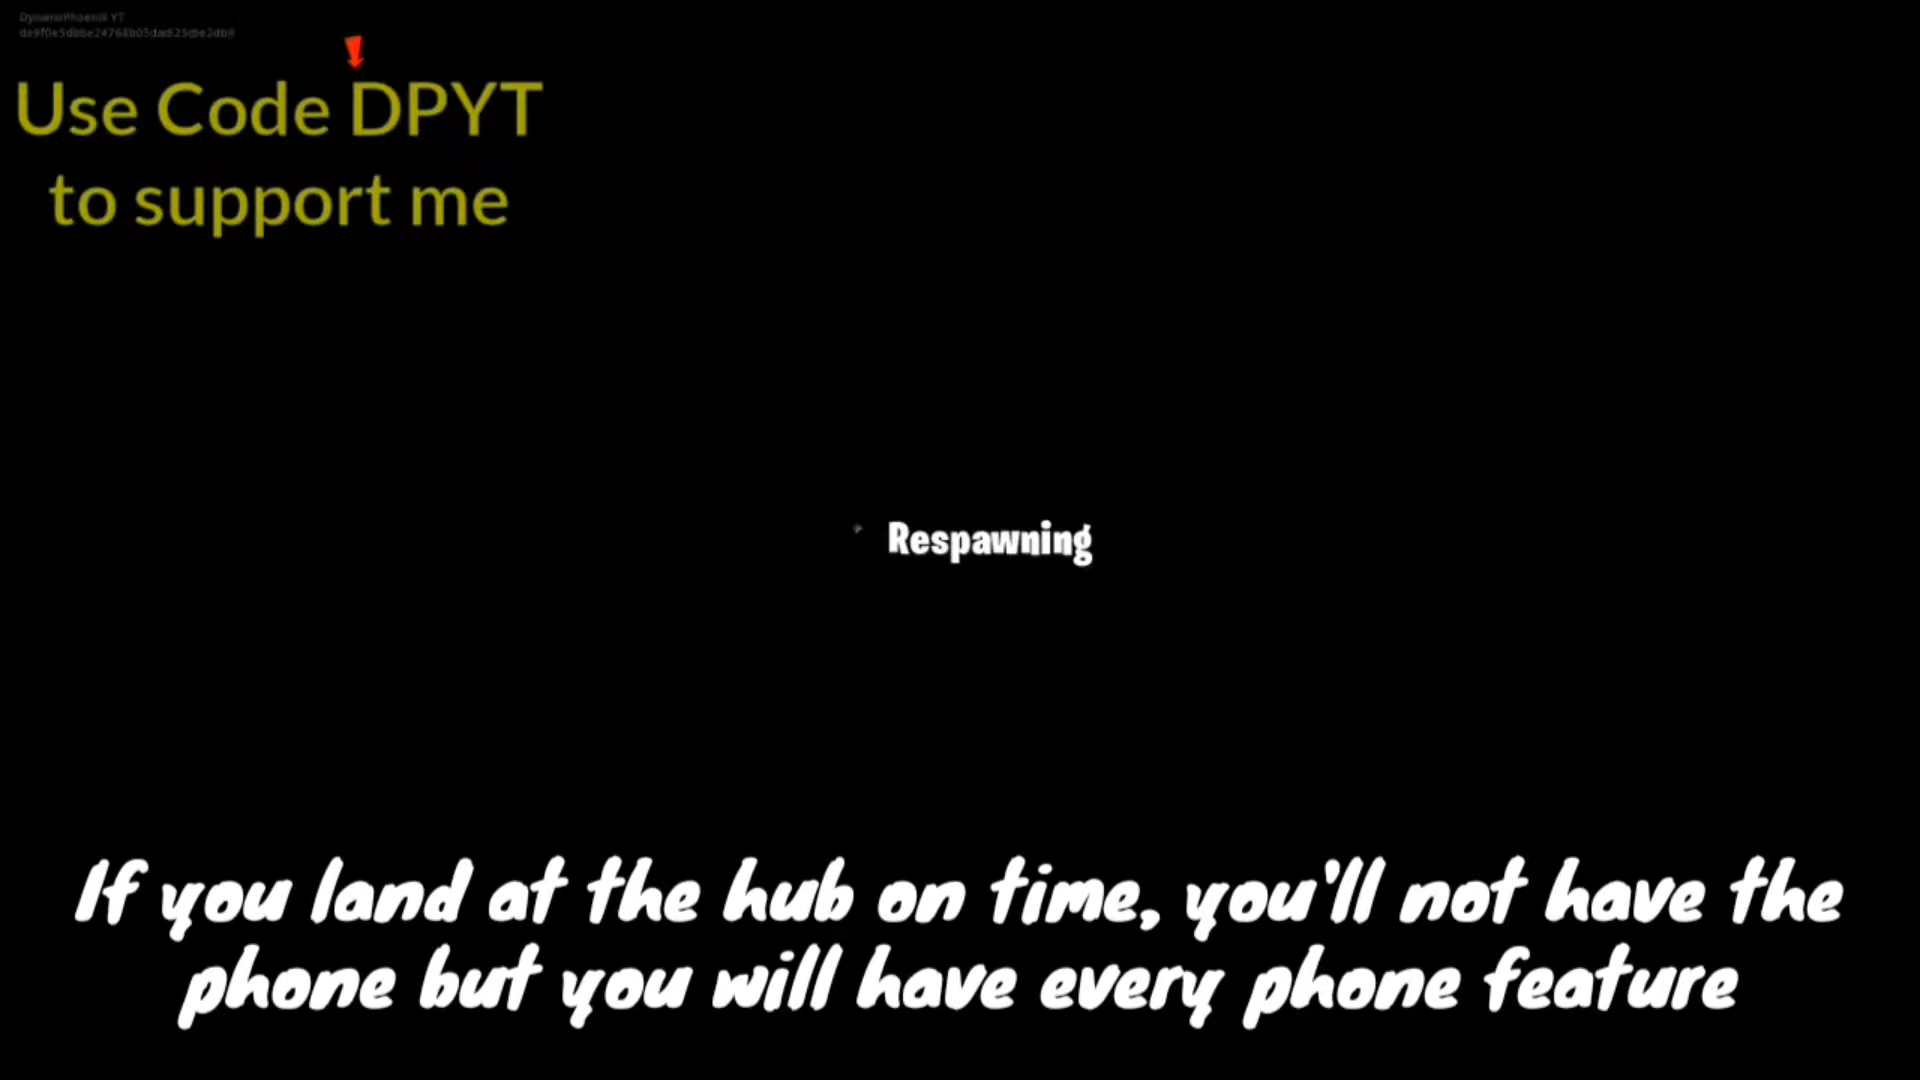 Use Code DPYT
to support me
Respawning
If you land at the hub on time, you'll not have the
phone but you will have every phone feature